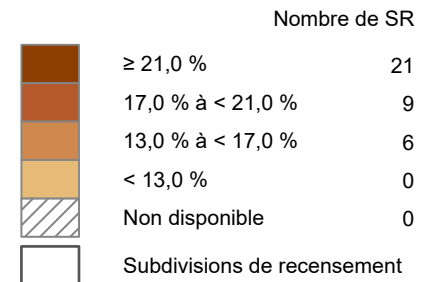 Nombre de SR
≥ 21,0 % 21
17,0 % à < 21,0 % 9
13,0 % à < 17,0 % 6
< 13,0 % 0
Non disponible 0
Subdivisions de recensement